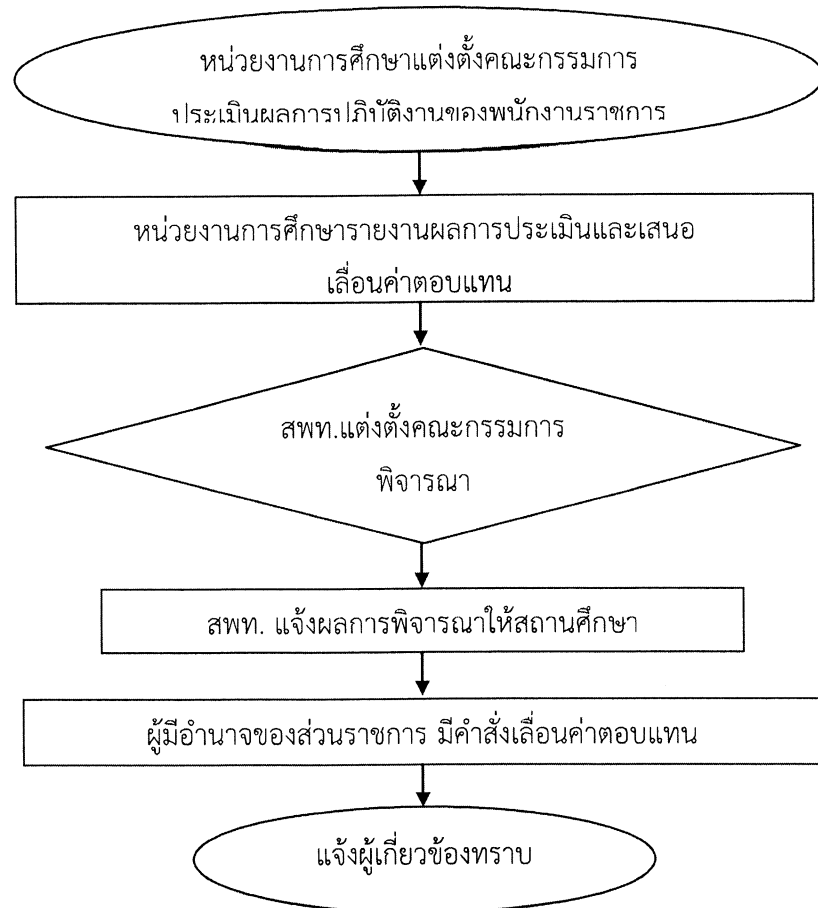 หน่วยงานการศึกษาแต่งตั้งคณะกรรมการ
ประเมินผลการปฏิบัติงานของพนักงานราชการ
หน่วยงานการศึกษารายงานผลการประเมินและเสนอ
เลื่อนค่าตอบแทน
สพท.แต่งตั้งคณะกรรมการ
พิจารณา
สพท. แจ้งผลการพิจารณาให้สถานศึกษา
ผู้มีอำนาจของส่วนราชการ มีคำสั่งเลื่อนค่าตอบแทน
แจ้งผู้เกี่ยวข้องทราบ